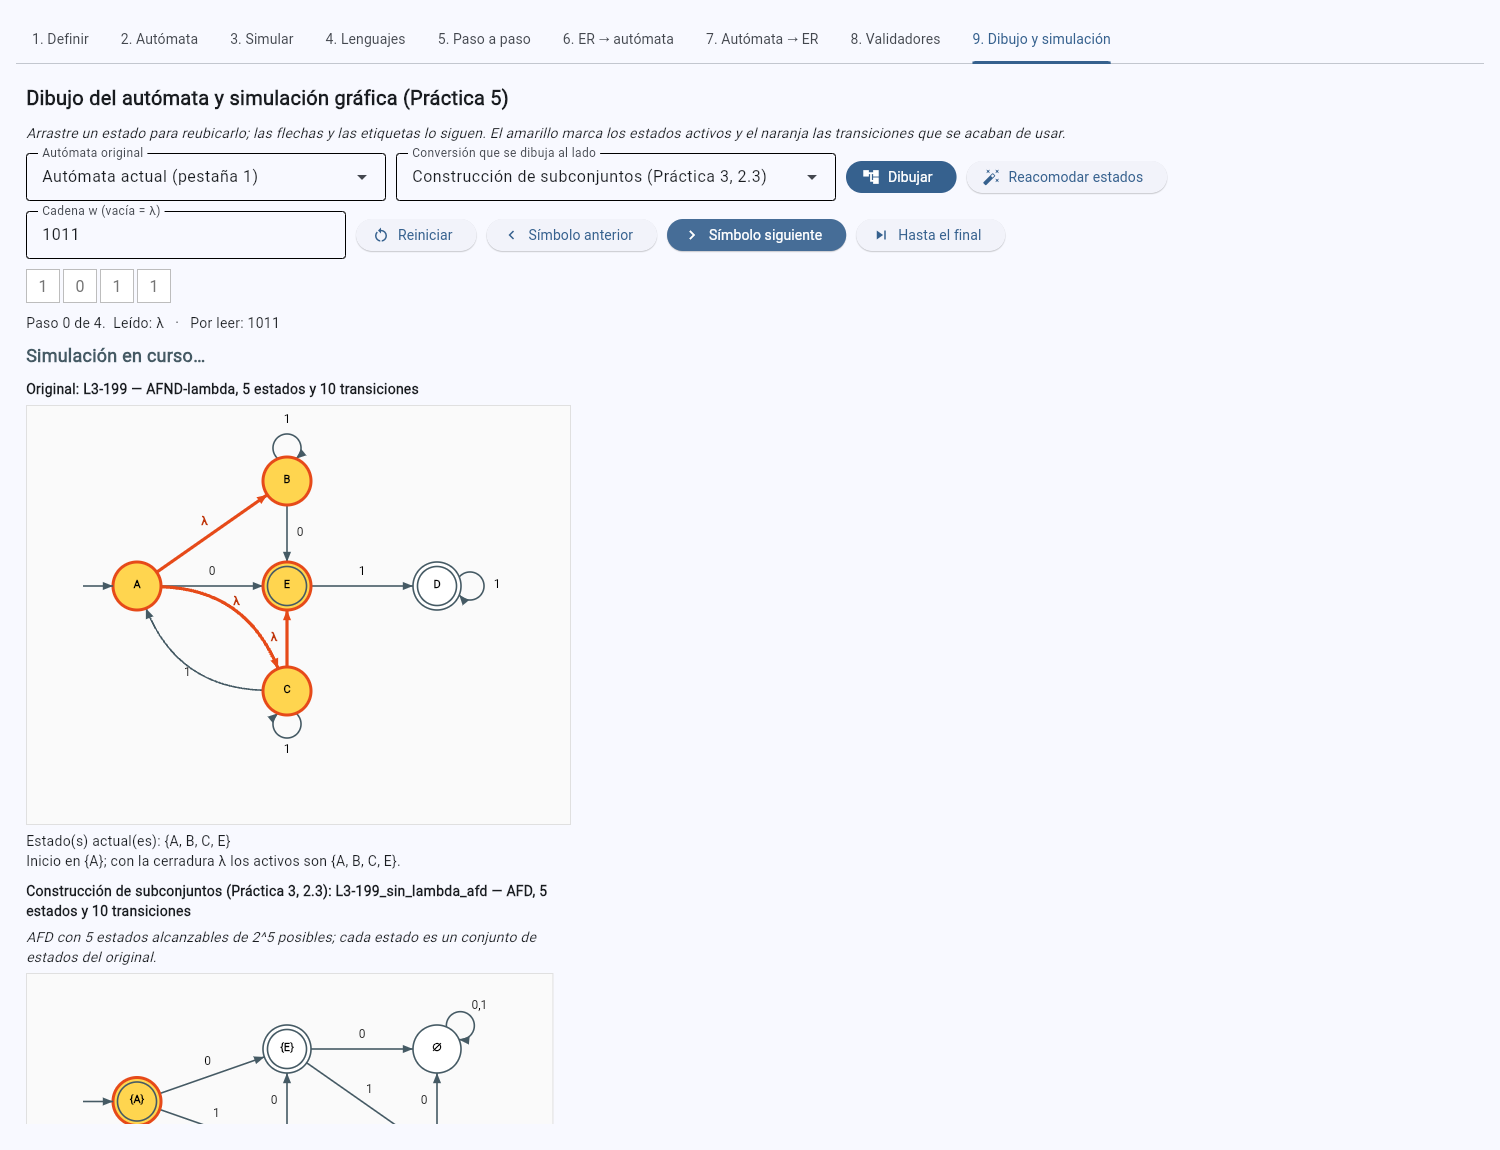 1. Definir 2. Autómata 3. Simular 4. Lenguajes 5. Paso a paso 6. ER → autómata 7. Autómata → ER 8. Validadores 9. Dibujo y simulación
Dibujo del autómata y simulación gráfica (Práctica 5)
Arrastre un estado para reubicarlo; las flechas y las etiquetas lo siguen. El amarillo marca los estados activos y el naranja las transiciones que se acaban de usar.
Autómata original Conversión que se dibuja al lado
Autómata actual (pestaña 1) Construcción de subconjuntos (Práctica 3, 2.3) Dibujar Reacomodar estados
Cadena w (vacía = λ)
1011 Reiniciar Símbolo anterior Símbolo siguiente Hasta el final
1 0 1 1
Paso 0 de 4. Leído: λ · Por leer: 1011
Simulación en curso…
Original: L3-199 — AFND-lambda, 5 estados y 10 transiciones
1
B
λ
0
0 1
A E D 1
λ
λ
1
C
1
Estado(s) actual(es): {A, B, C, E}
Inicio en {A}; con la cerradura λ los activos son {A, B, C, E}.
Construcción de subconjuntos (Práctica 3, 2.3): L3-199_sin_lambda_afd — AFD, 5
estados y 10 transiciones
AFD con 5 estados alcanzables de 2^5 posibles; cada estado es un conjunto de
estados del original.
0,1
0
{E} ∅
0
1
{A} 0 0
1